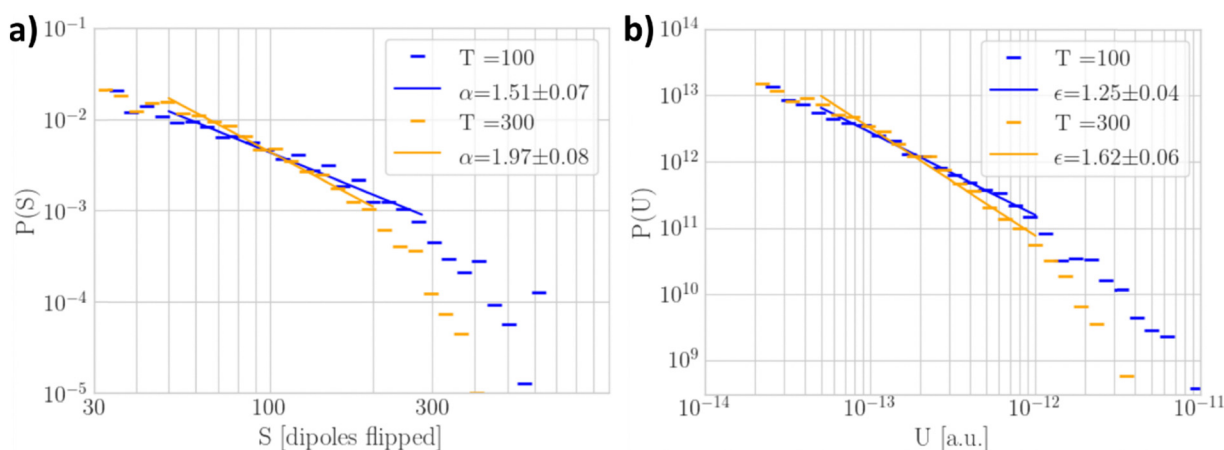 a)
10⁻¹
10⁻²
10⁻³
10⁻⁴
10⁻⁵
P(S)
30
100
300
S [dipoles flipped]
T =100
α=1.51±0.07
T =300
α=1.97±0.08
b)
10¹⁴
10¹³
10¹²
10¹¹
10¹⁰
10⁹
P(U)
10⁻¹⁴
10⁻¹³
10⁻¹²
10⁻¹¹
U [a.u.]
T =100
ϵ=1.25±0.04
T =300
ϵ=1.62±0.06